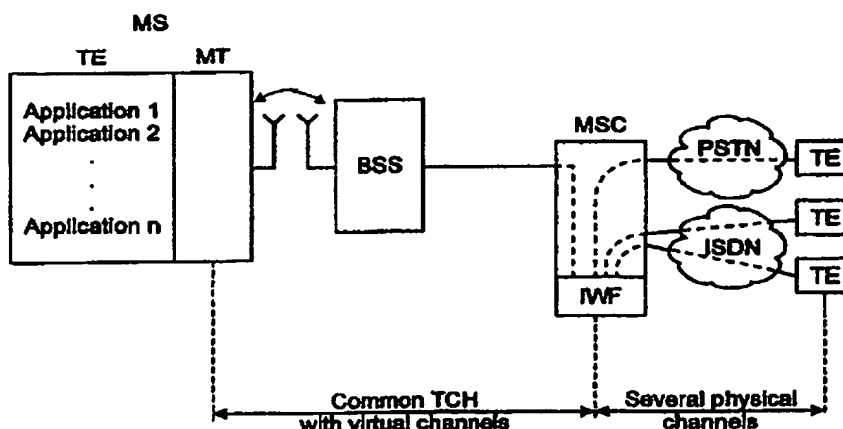 MS
TE MT
Application 1
Application 2
Application n
BSS
MSC
IWF
PSTN
ISDN
TE
TE
TE
Common TCH
with virtual channels
Several physical
channels